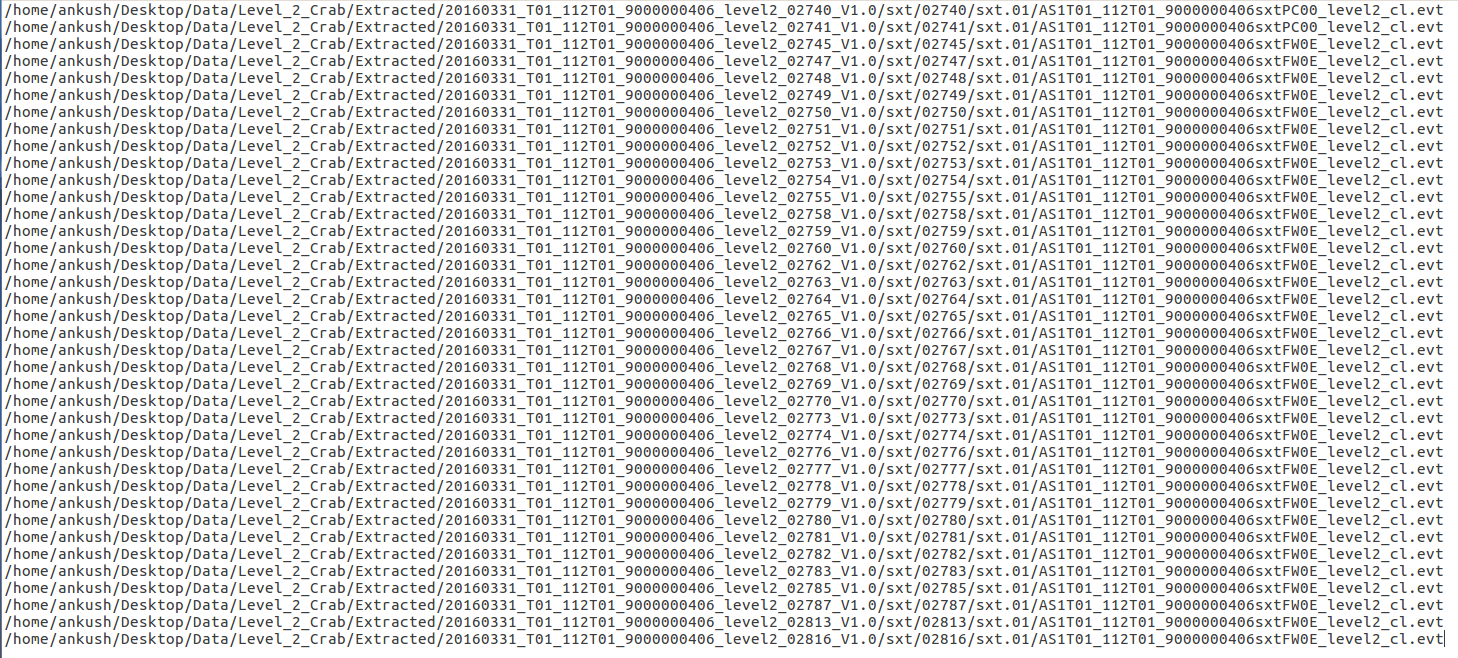 /home/ankush/Desktop/Data/Level_2_Crab/Extracted/20160331_T01_112T01_9000000406_level2_02740_V1.0/sxt/02740/sxt.01/AS1T01_112T01_9000000406sxtPC00_level2_cl.evt
/home/ankush/Desktop/Data/Level_2_Crab/Extracted/20160331_T01_112T01_9000000406_level2_02741_V1.0/sxt/02741/sxt.01/AS1T01_112T01_9000000406sxtPC00_level2_cl.evt
/home/ankush/Desktop/Data/Level_2_Crab/Extracted/20160331_T01_112T01_9000000406_level2_02745_V1.0/sxt/02745/sxt.01/AS1T01_112T01_9000000406sxtFW0E_level2_cl.evt
/home/ankush/Desktop/Data/Level_2_Crab/Extracted/20160331_T01_112T01_9000000406_level2_02747_V1.0/sxt/02747/sxt.01/AS1T01_112T01_9000000406sxtFW0E_level2_cl.evt
/home/ankush/Desktop/Data/Level_2_Crab/Extracted/20160331_T01_112T01_9000000406_level2_02748_V1.0/sxt/02748/sxt.01/AS1T01_112T01_9000000406sxtFW0E_level2_cl.evt
/home/ankush/Desktop/Data/Level_2_Crab/Extracted/20160331_T01_112T01_9000000406_level2_02749_V1.0/sxt/02749/sxt.01/AS1T01_112T01_9000000406sxtFW0E_level2_cl.evt
/home/ankush/Desktop/Data/Level_2_Crab/Extracted/20160331_T01_112T01_9000000406_level2_02750_V1.0/sxt/02750/sxt.01/AS1T01_112T01_9000000406sxtFW0E_level2_cl.evt
/home/ankush/Desktop/Data/Level_2_Crab/Extracted/20160331_T01_112T01_9000000406_level2_02751_V1.0/sxt/02751/sxt.01/AS1T01_112T01_9000000406sxtFW0E_level2_cl.evt
/home/ankush/Desktop/Data/Level_2_Crab/Extracted/20160331_T01_112T01_9000000406_level2_02752_V1.0/sxt/02752/sxt.01/AS1T01_112T01_9000000406sxtFW0E_level2_cl.evt
/home/ankush/Desktop/Data/Level_2_Crab/Extracted/20160331_T01_112T01_9000000406_level2_02753_V1.0/sxt/02753/sxt.01/AS1T01_112T01_9000000406sxtFW0E_level2_cl.evt
/home/ankush/Desktop/Data/Level_2_Crab/Extracted/20160331_T01_112T01_9000000406_level2_02754_V1.0/sxt/02754/sxt.01/AS1T01_112T01_9000000406sxtFW0E_level2_cl.evt
/home/ankush/Desktop/Data/Level_2_Crab/Extracted/20160331_T01_112T01_9000000406_level2_02755_V1.0/sxt/02755/sxt.01/AS1T01_112T01_9000000406sxtFW0E_level2_cl.evt
/home/ankush/Desktop/Data/Level_2_Crab/Extracted/20160331_T01_112T01_9000000406_level2_02758_V1.0/sxt/02758/sxt.01/AS1T01_112T01_9000000406sxtFW0E_level2_cl.evt
/home/ankush/Desktop/Data/Level_2_Crab/Extracted/20160331_T01_112T01_9000000406_level2_02759_V1.0/sxt/02759/sxt.01/AS1T01_112T01_9000000406sxtFW0E_level2_cl.evt
/home/ankush/Desktop/Data/Level_2_Crab/Extracted/20160331_T01_112T01_9000000406_level2_02760_V1.0/sxt/02760/sxt.01/AS1T01_112T01_9000000406sxtFW0E_level2_cl.evt
/home/ankush/Desktop/Data/Level_2_Crab/Extracted/20160331_T01_112T01_9000000406_level2_02762_V1.0/sxt/02762/sxt.01/AS1T01_112T01_9000000406sxtFW0E_level2_cl.evt
/home/ankush/Desktop/Data/Level_2_Crab/Extracted/20160331_T01_112T01_9000000406_level2_02763_V1.0/sxt/02763/sxt.01/AS1T01_112T01_9000000406sxtFW0E_level2_cl.evt
/home/ankush/Desktop/Data/Level_2_Crab/Extracted/20160331_T01_112T01_9000000406_level2_02764_V1.0/sxt/02764/sxt.01/AS1T01_112T01_9000000406sxtFW0E_level2_cl.evt
/home/ankush/Desktop/Data/Level_2_Crab/Extracted/20160331_T01_112T01_9000000406_level2_02765_V1.0/sxt/02765/sxt.01/AS1T01_112T01_9000000406sxtFW0E_level2_cl.evt
/home/ankush/Desktop/Data/Level_2_Crab/Extracted/20160331_T01_112T01_9000000406_level2_02766_V1.0/sxt/02766/sxt.01/AS1T01_112T01_9000000406sxtFW0E_level2_cl.evt
/home/ankush/Desktop/Data/Level_2_Crab/Extracted/20160331_T01_112T01_9000000406_level2_02767_V1.0/sxt/02767/sxt.01/AS1T01_112T01_9000000406sxtFW0E_level2_cl.evt
/home/ankush/Desktop/Data/Level_2_Crab/Extracted/20160331_T01_112T01_9000000406_level2_02768_V1.0/sxt/02768/sxt.01/AS1T01_112T01_9000000406sxtFW0E_level2_cl.evt
/home/ankush/Desktop/Data/Level_2_Crab/Extracted/20160331_T01_112T01_9000000406_level2_02769_V1.0/sxt/02769/sxt.01/AS1T01_112T01_9000000406sxtFW0E_level2_cl.evt
/home/ankush/Desktop/Data/Level_2_Crab/Extracted/20160331_T01_112T01_9000000406_level2_02770_V1.0/sxt/02770/sxt.01/AS1T01_112T01_9000000406sxtFW0E_level2_cl.evt
/home/ankush/Desktop/Data/Level_2_Crab/Extracted/20160331_T01_112T01_9000000406_level2_02773_V1.0/sxt/02773/sxt.01/AS1T01_112T01_9000000406sxtFW0E_level2_cl.evt
/home/ankush/Desktop/Data/Level_2_Crab/Extracted/20160331_T01_112T01_9000000406_level2_02774_V1.0/sxt/02774/sxt.01/AS1T01_112T01_9000000406sxtFW0E_level2_cl.evt
/home/ankush/Desktop/Data/Level_2_Crab/Extracted/20160331_T01_112T01_9000000406_level2_02776_V1.0/sxt/02776/sxt.01/AS1T01_112T01_9000000406sxtFW0E_level2_cl.evt
/home/ankush/Desktop/Data/Level_2_Crab/Extracted/20160331_T01_112T01_9000000406_level2_02777_V1.0/sxt/02777/sxt.01/AS1T01_112T01_9000000406sxtFW0E_level2_cl.evt
/home/ankush/Desktop/Data/Level_2_Crab/Extracted/20160331_T01_112T01_9000000406_level2_02778_V1.0/sxt/02778/sxt.01/AS1T01_112T01_9000000406sxtFW0E_level2_cl.evt
/home/ankush/Desktop/Data/Level_2_Crab/Extracted/20160331_T01_112T01_9000000406_level2_02779_V1.0/sxt/02779/sxt.01/AS1T01_112T01_9000000406sxtFW0E_level2_cl.evt
/home/ankush/Desktop/Data/Level_2_Crab/Extracted/20160331_T01_112T01_9000000406_level2_02780_V1.0/sxt/02780/sxt.01/AS1T01_112T01_9000000406sxtFW0E_level2_cl.evt
/home/ankush/Desktop/Data/Level_2_Crab/Extracted/20160331_T01_112T01_9000000406_level2_02781_V1.0/sxt/02781/sxt.01/AS1T01_112T01_9000000406sxtFW0E_level2_cl.evt
/home/ankush/Desktop/Data/Level_2_Crab/Extracted/20160331_T01_112T01_9000000406_level2_02782_V1.0/sxt/02782/sxt.01/AS1T01_112T01_9000000406sxtFW0E_level2_cl.evt
/home/ankush/Desktop/Data/Level_2_Crab/Extracted/20160331_T01_112T01_9000000406_level2_02783_V1.0/sxt/02783/sxt.01/AS1T01_112T01_9000000406sxtFW0E_level2_cl.evt
/home/ankush/Desktop/Data/Level_2_Crab/Extracted/20160331_T01_112T01_9000000406_level2_02785_V1.0/sxt/02785/sxt.01/AS1T01_112T01_9000000406sxtFW0E_level2_cl.evt
/home/ankush/Desktop/Data/Level_2_Crab/Extracted/20160331_T01_112T01_9000000406_level2_02787_V1.0/sxt/02787/sxt.01/AS1T01_112T01_9000000406sxtFW0E_level2_cl.evt
/home/ankush/Desktop/Data/Level_2_Crab/Extracted/20160331_T01_112T01_9000000406_level2_02813_V1.0/sxt/02813/sxt.01/AS1T01_112T01_9000000406sxtFW0E_level2_cl.evt
/home/ankush/Desktop/Data/Level_2_Crab/Extracted/20160331_T01_112T01_9000000406_level2_02816_V1.0/sxt/02816/sxt.01/AS1T01_112T01_9000000406sxtFW0E_level2_cl.evt